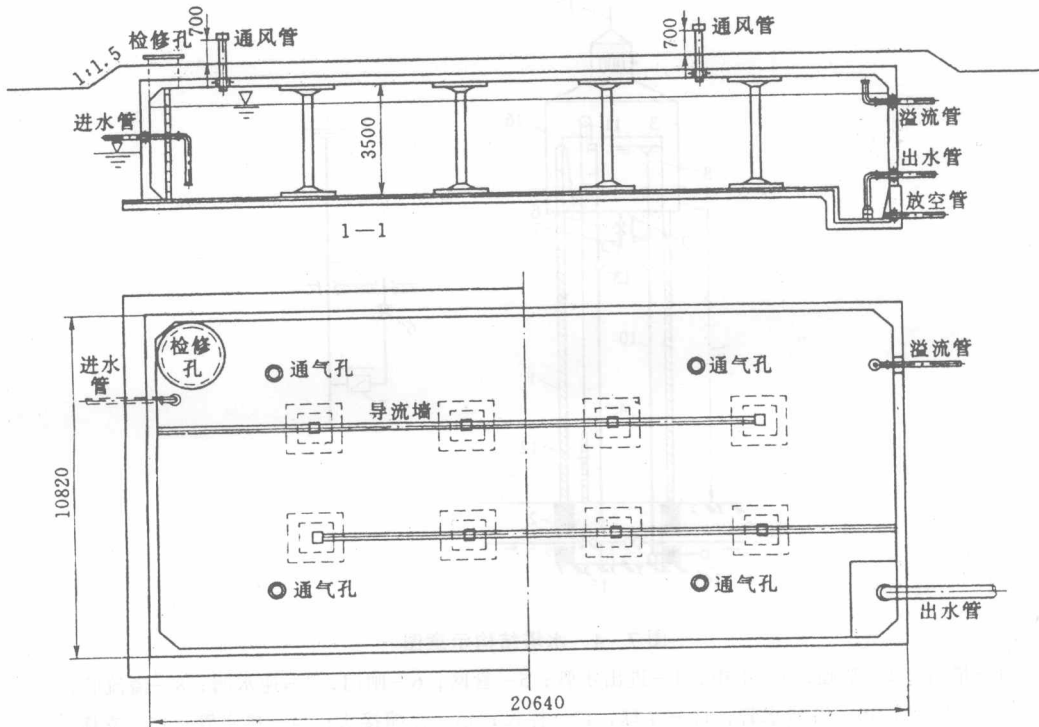 700
检修孔
通风管
700
通风管
1:1.5
进水管
3500
溢流管
出水管
放空管
1—1
检修
孔
进水
管
通气孔
通气孔
溢流管
导流墙
10820
通气孔
通气孔
出水管
20640